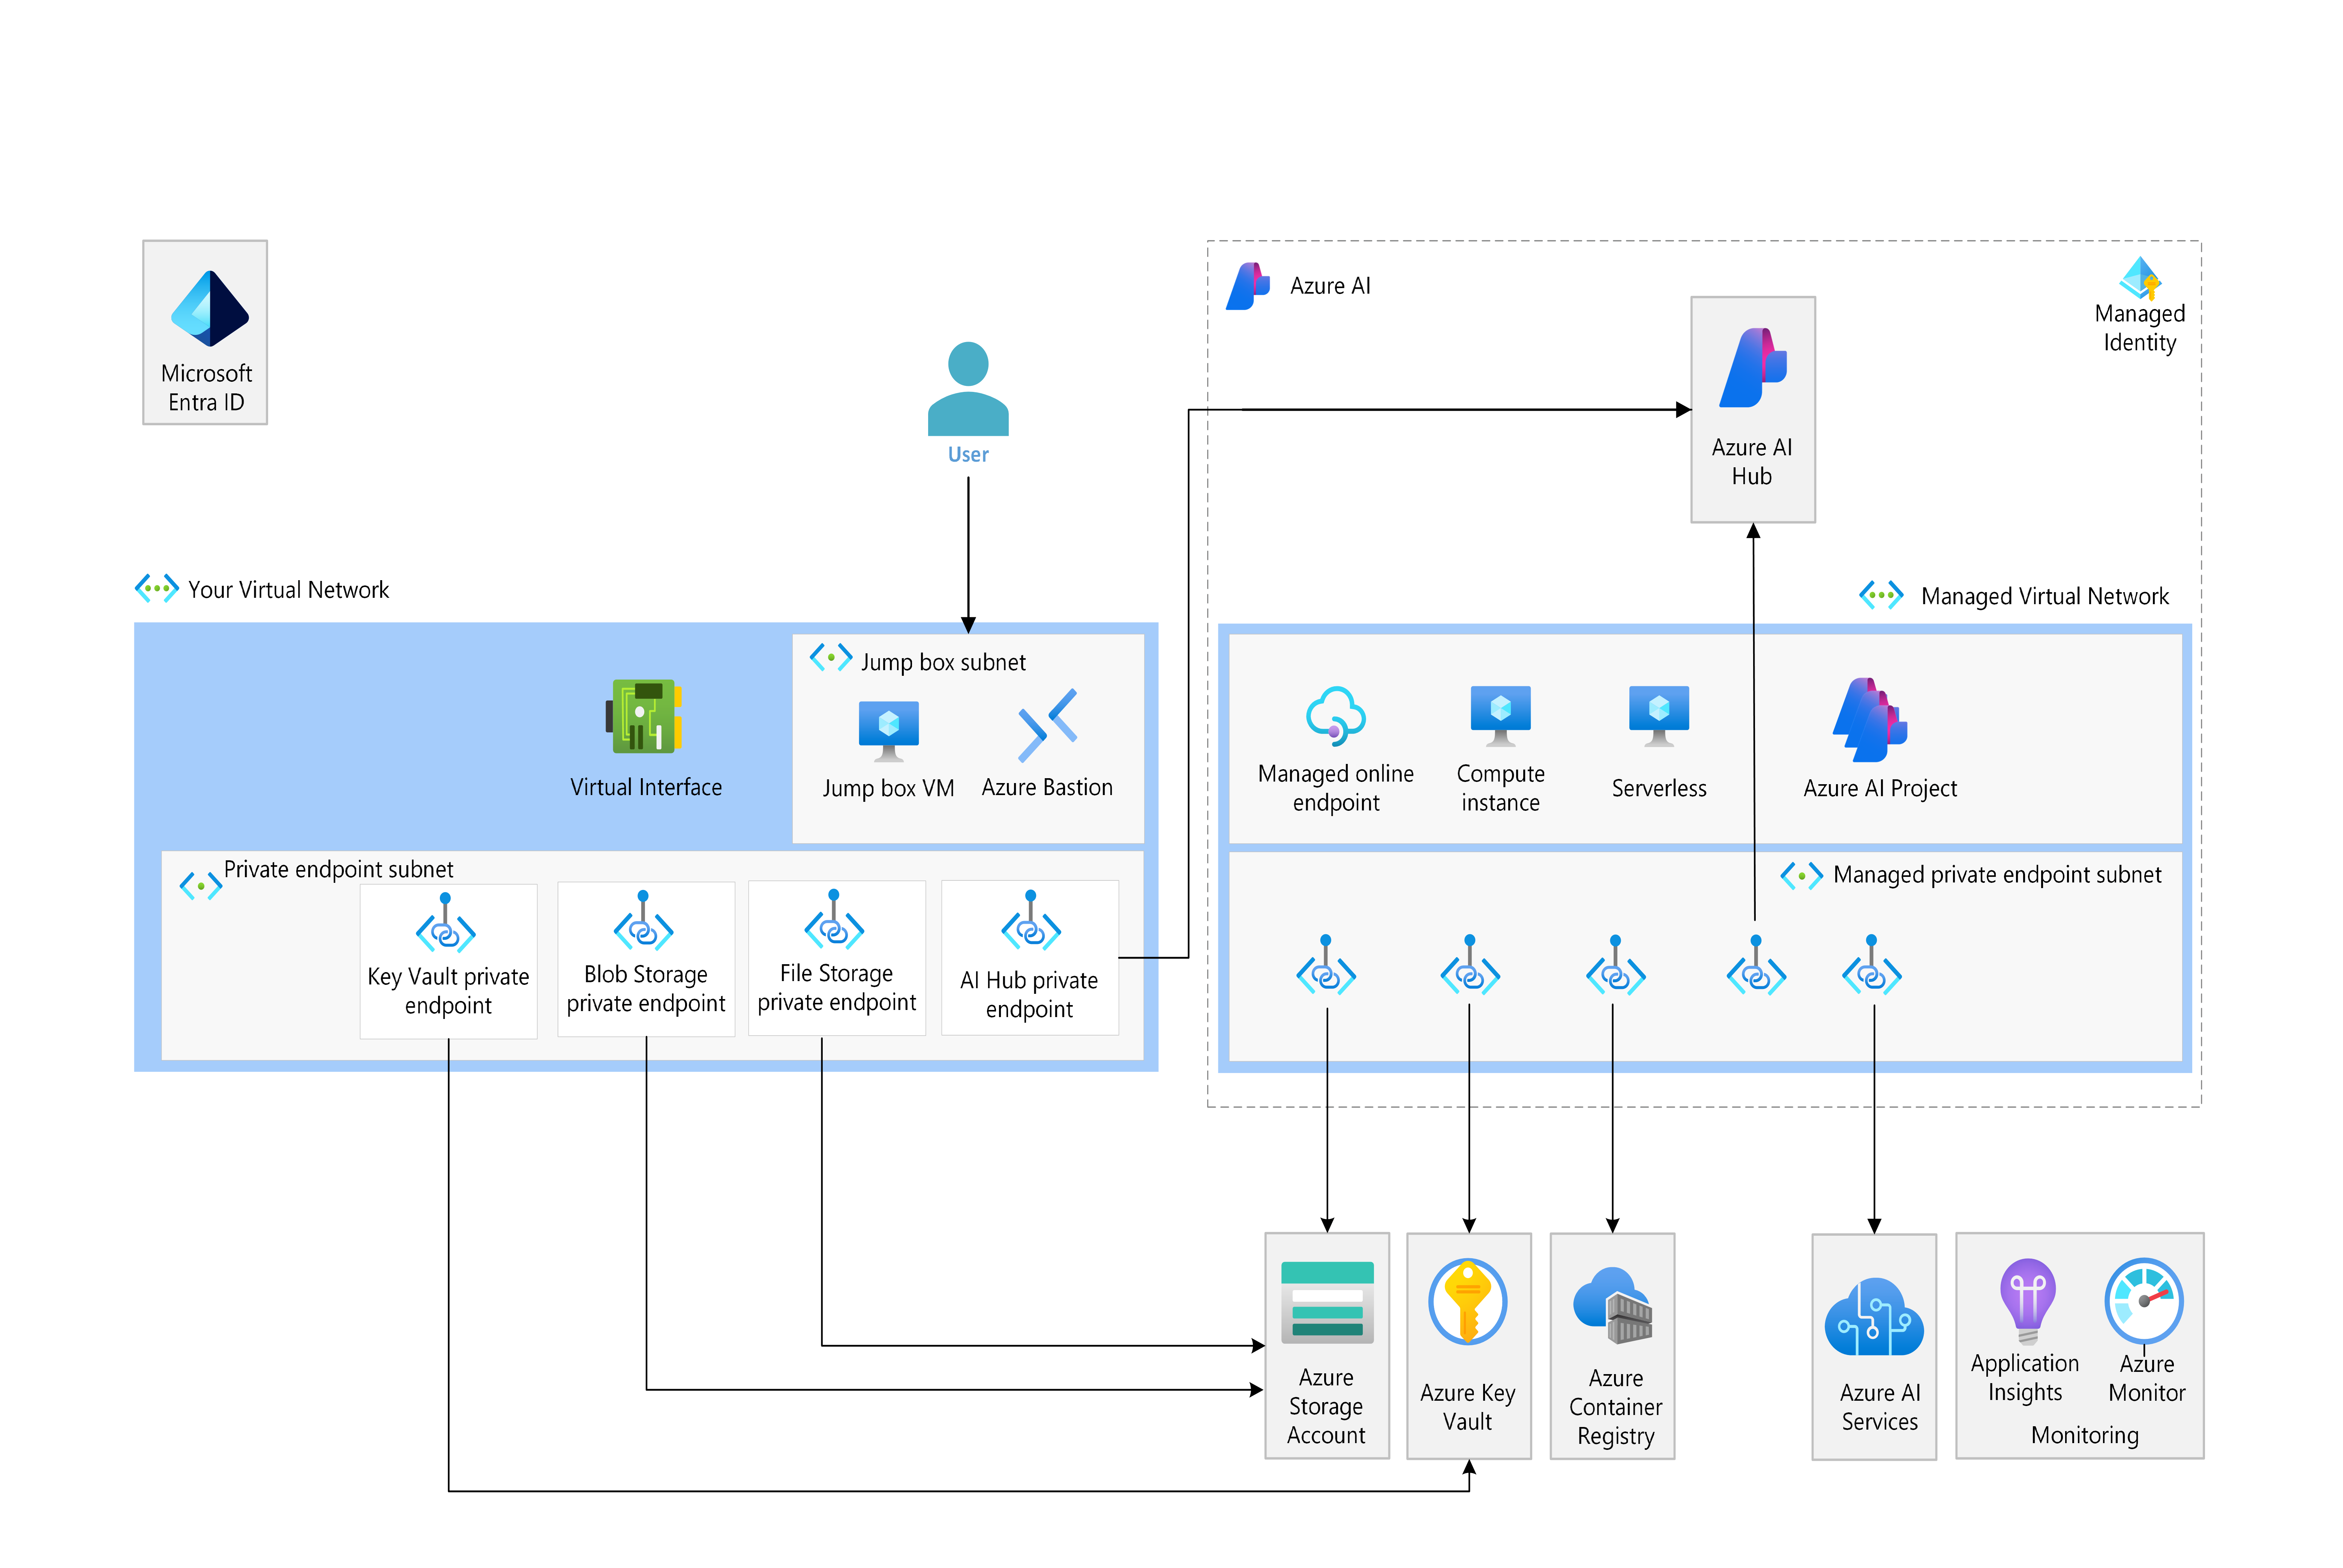 Microsoft
Entra ID
User
Azure AI
Managed
Identity
Azure AI
Hub
Your Virtual Network
Managed Virtual Network
Virtual Interface
Jump box subnet
Jump box VM
Azure Bastion
Managed online
endpoint
Compute
instance
Serverless
Azure AI Project
Private endpoint subnet
Key Vault private
endpoint
Blob Storage
private endpoint
File Storage
private endpoint
AI Hub private
endpoint
Managed private endpoint subnet
Azure
Storage
Account
Azure Key
Vault
Azure
Container
Registry
Azure AI
Services
Application
Insights
Azure
Monitor
Monitoring